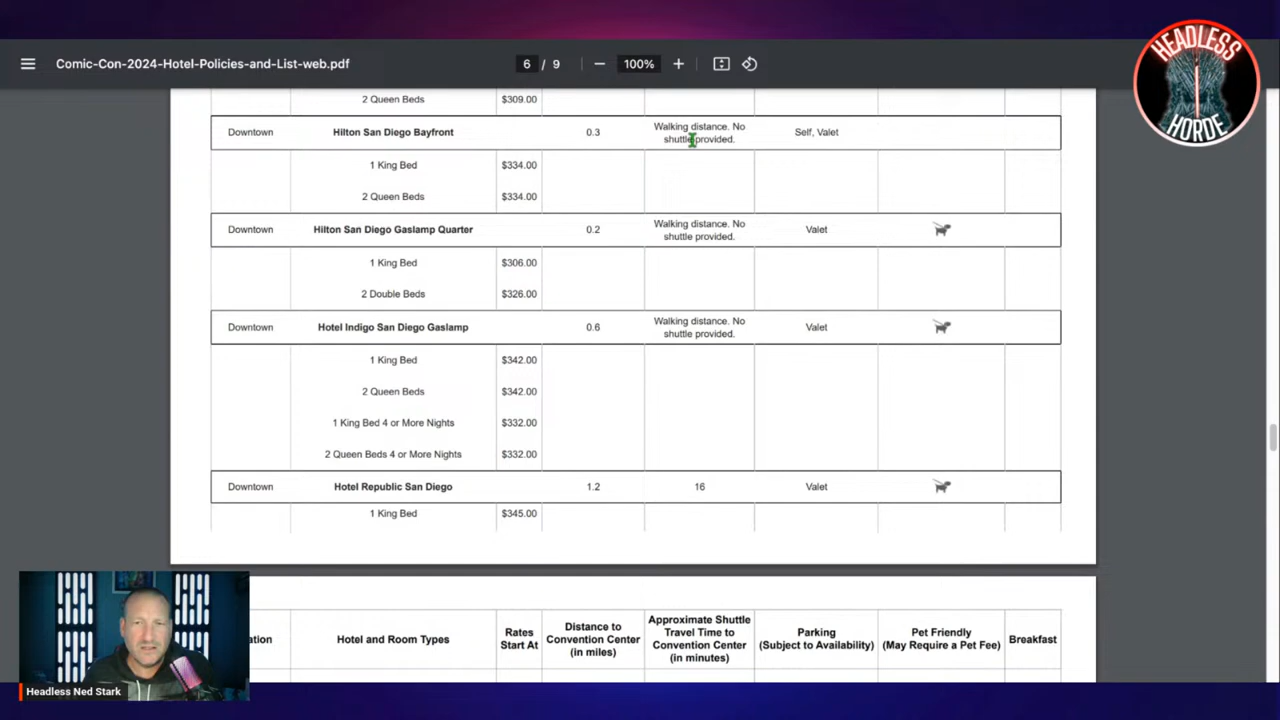 HEADLESS
HORDE
Comic-Con-2024-Hotel-Policies-and-List-web.pdf
6 / 9
100%
2 Queen Beds $309.00
Downtown Hilton San Diego Bayfront 0.3 Walking distance. No shuttle provided. Self, Valet
1 King Bed $334.00
2 Queen Beds $334.00
Downtown Hilton San Diego Gaslamp Quarter 0.2 Walking distance. No shuttle provided. Valet
1 King Bed $306.00
2 Double Beds $326.00
Downtown Hotel Indigo San Diego Gaslamp 0.6 Walking distance. No shuttle provided. Valet
1 King Bed $342.00
2 Queen Beds $342.00
1 King Bed 4 or More Nights $332.00
2 Queen Beds 4 or More Nights $332.00
Downtown Hotel Republic San Diego 1.2 16 Valet
1 King Bed $345.00
ation Hotel and Room Types Rates Start At Distance to Convention Center (in miles) Approximate Shuttle Travel Time to Convention Center (in minutes) Parking (Subject to Availability) Pet Friendly (May Require a Pet Fee) Breakfast
Headless Ned Stark